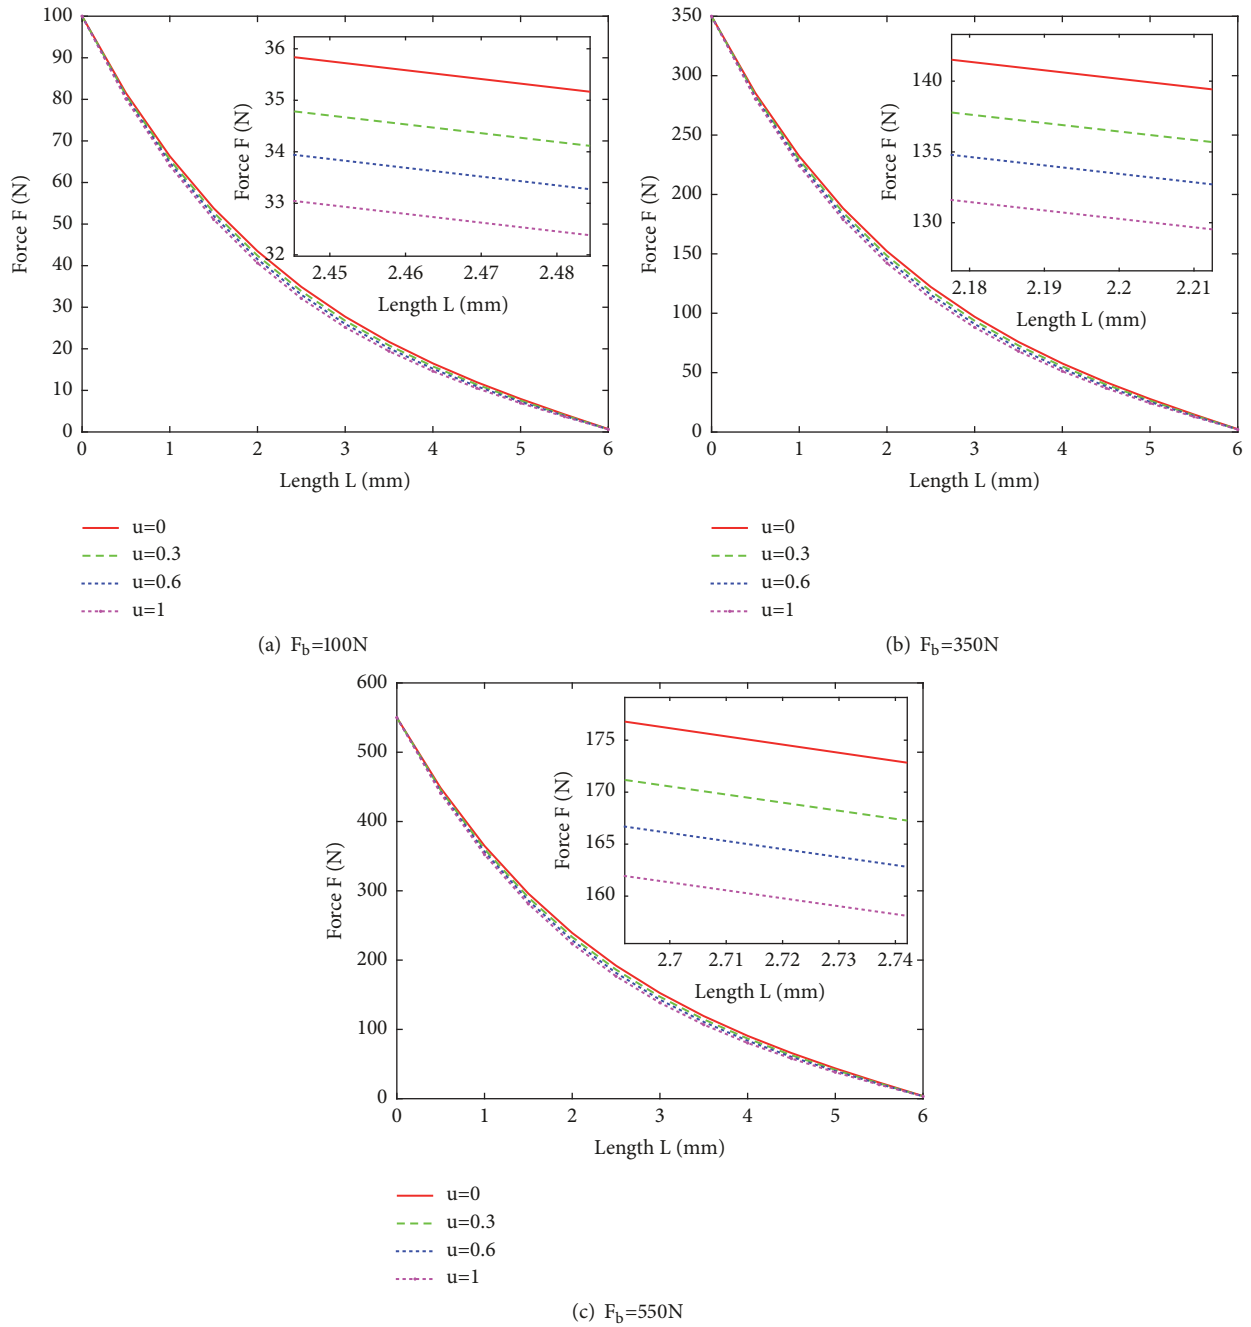 100
90
80
70
60
50
40
30
20
10
0
Force F (N)
0 1 2 3 4 5 6
Length L (mm)
36
35
34
33
32
Force F (N)
2.45 2.46 2.47 2.48
Length L (mm)
u=0
u=0.3
u=0.6
u=1
(a) F_b=100N
350
300
250
200
150
100
50
0
Force F (N)
0 1 2 3 4 5 6
Length L (mm)
140
135
130
Force F (N)
2.18 2.19 2.2 2.21
Length L (mm)
u=0
u=0.3
u=0.6
u=1
(b) F_b=350N
600
500
400
300
200
100
0
Force F (N)
0 1 2 3 4 5 6
Length L (mm)
175
170
165
160
Force F (N)
2.7 2.71 2.72 2.73 2.74
Length L (mm)
u=0
u=0.3
u=0.6
u=1
(c) F_b=550N